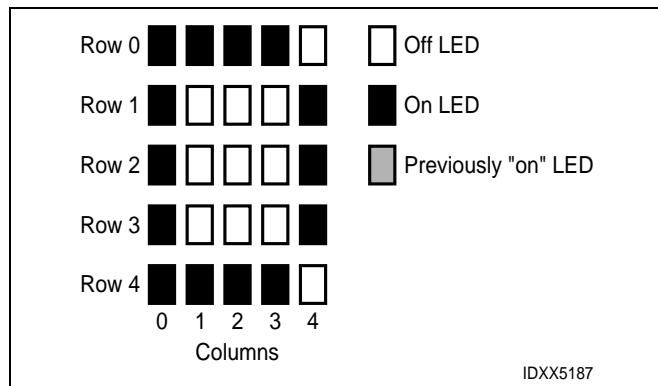 Row 0 Off LED
Row 1 On LED
Row 2 Previously "on" LED
Row 3
Row 4
0 1 2 3 4
Columns
IDXX5187